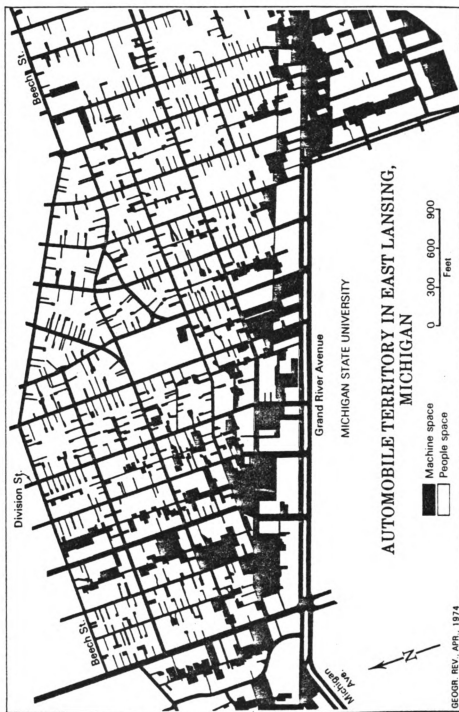 Beech St.
Division St.
Beech St.
Grand River Avenue
MICHIGAN STATE UNIVERSITY
Michigan
Ave.
AUTOMOBILE TERRITORY IN EAST LANSING,
MICHIGAN
Machine space
People space
0 300 600 900
Feet
N
GEOGR. REV., APR., 1974